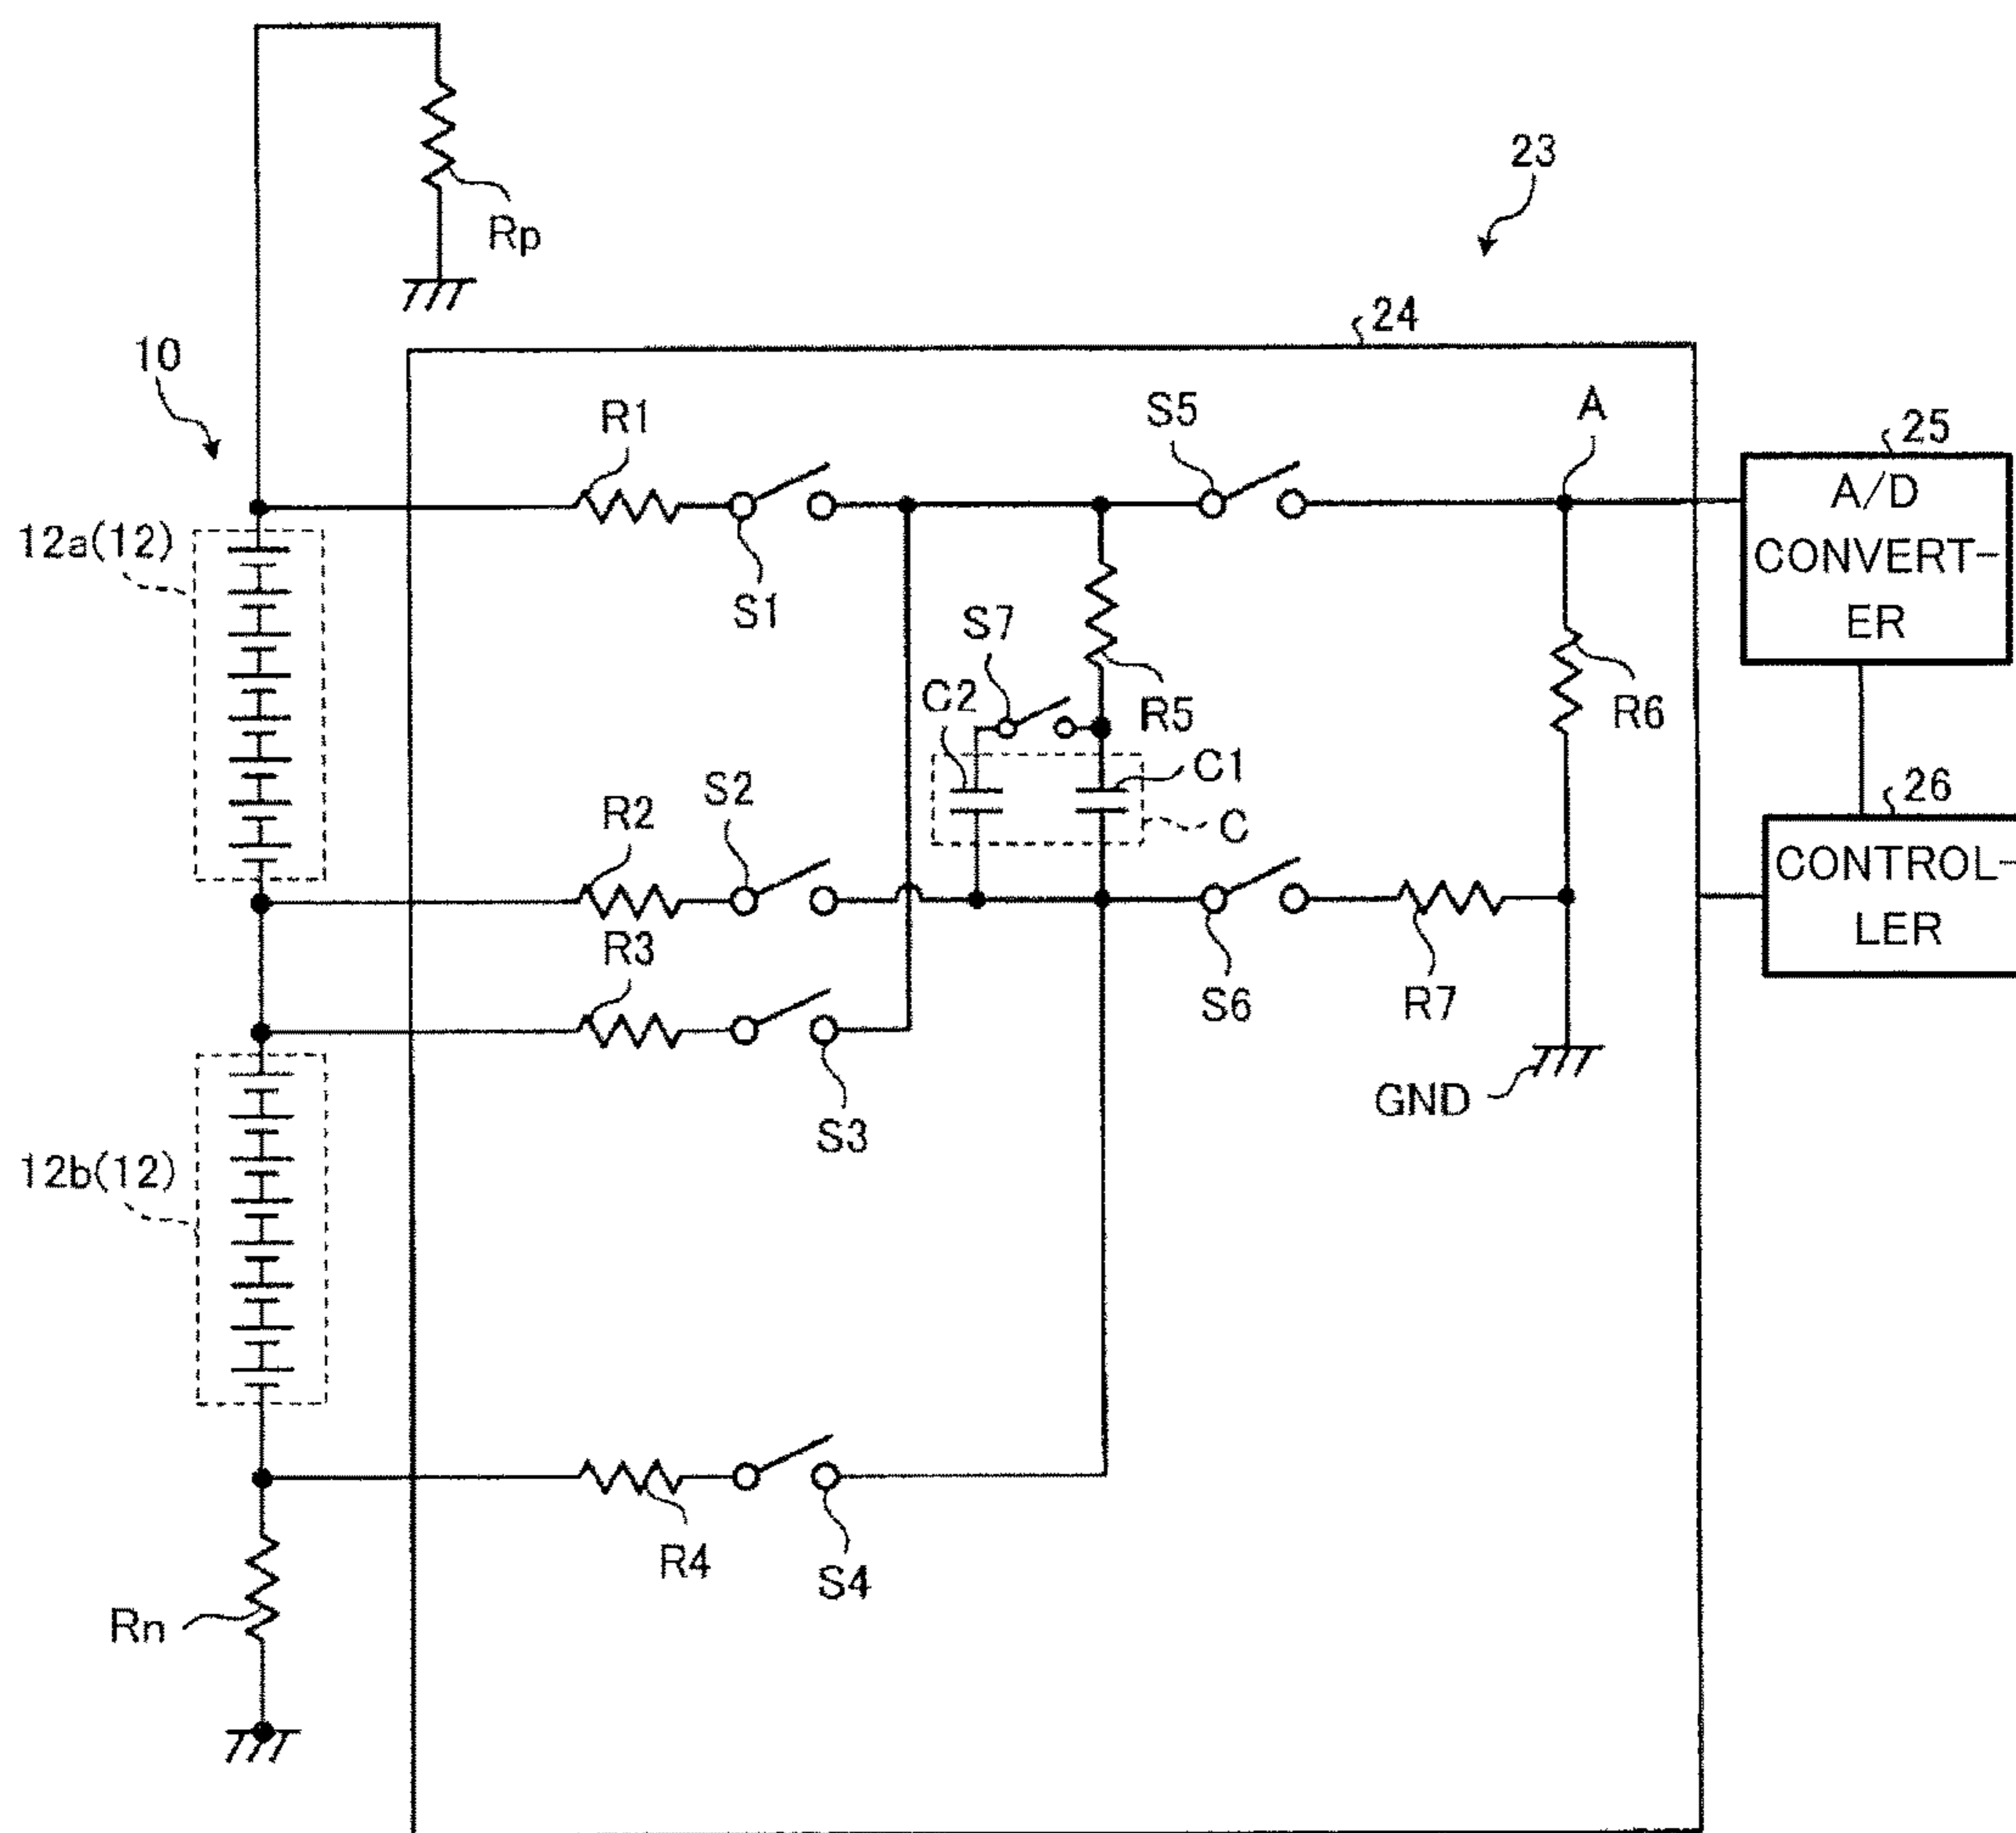 Rp
23
24
10
R1
S5
A
25
A/D
CONVERT-
ER
12a(12)
S1
S7
C2
R5
R6
C1
C
26
CONTROL-
LER
R2
S2
R3
S6
R7
S3
GND
12b(12)
R4
S4
Rn